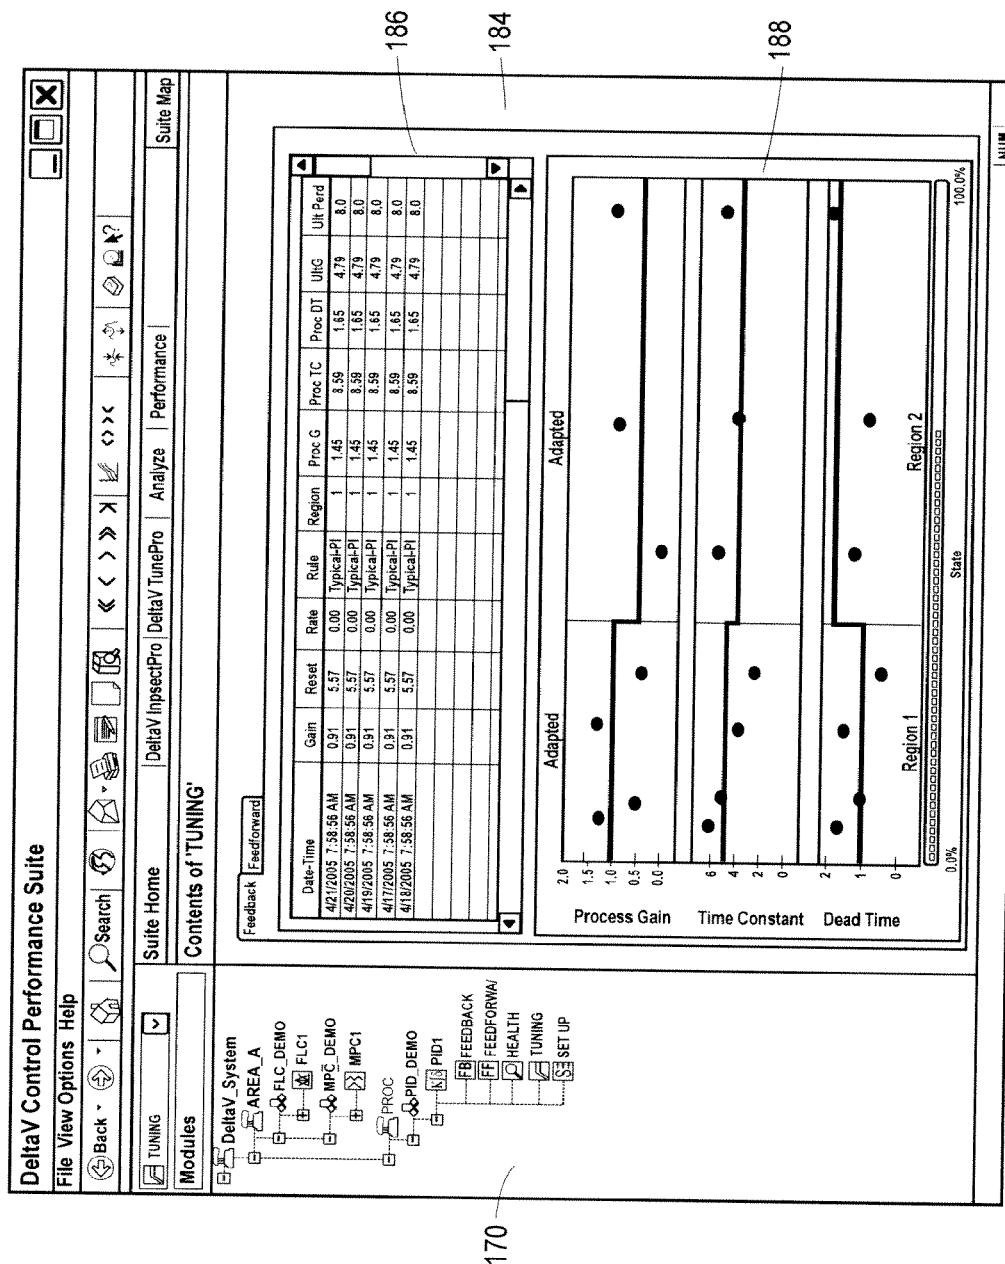 DeltaV Control Performance Suite
File View Options Help
Back Search
TUNING
Suite Home
DeltaV InpsectPro DeltaV TunePro Analyze Performance Suite Map
Modules
Contents of 'TUNING'
DeltaV_System
AREA_A
FLC_DEMO
FLC1
MPC_DEMO
MPC1
PROC
PID_DEMO
PID1
FB FEEDBACK
FF FEEDFORWA/
HEALTH
TUNING
SET UP
Feedback Feedforward
Date-Time Gain Reset Rate Rule Region Proc G Proc TC Proc DT UltG Ult Perd
4/21/2005 7:58:56 AM 0.91 5.57 0.00 Typical-PI 1 1.45 8.59 1.65 4.79 8.0
4/20/2005 7:58:56 AM 0.91 5.57 0.00 Typical-PI 1 1.45 8.59 1.65 4.79 8.0
4/19/2005 7:58:56 AM 0.91 5.57 0.00 Typical-PI 1 1.45 8.59 1.65 4.79 8.0
4/17/2005 7:58:56 AM 0.91 5.57 0.00 Typical-PI 1 1.45 8.59 1.65 4.79 8.0
4/18/2005 7:58:56 AM 0.91 5.57 0.00 Typical-PI 1 1.45 8.59 1.65 4.79 8.0
Adapted Adapted
Process Gain
2.0
1.5
1.0
0.5
0.0
Time Constant
6
4
2
0
Dead Time
2
1
0
Region 1 Region 2
0.0% 100.0%
State
NUM
170
186
184
188